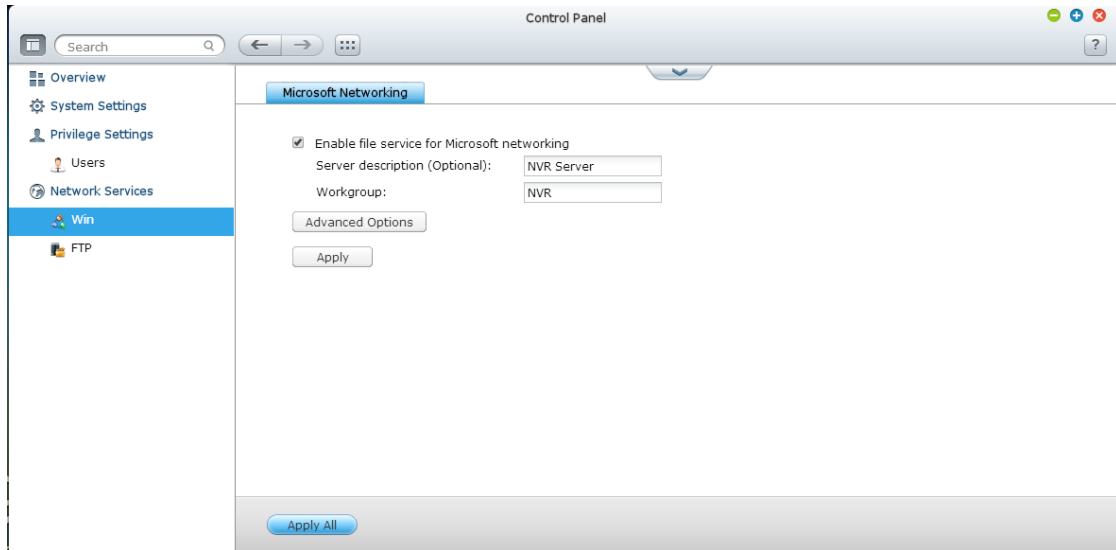 Control Panel
Search
?
Overview
System Settings
Privilege Settings
Users
Network Services
Win
FTP
Microsoft Networking
Enable file service for Microsoft networking
Server description (Optional): NVR Server
Workgroup: NVR
Advanced Options
Apply
Apply All